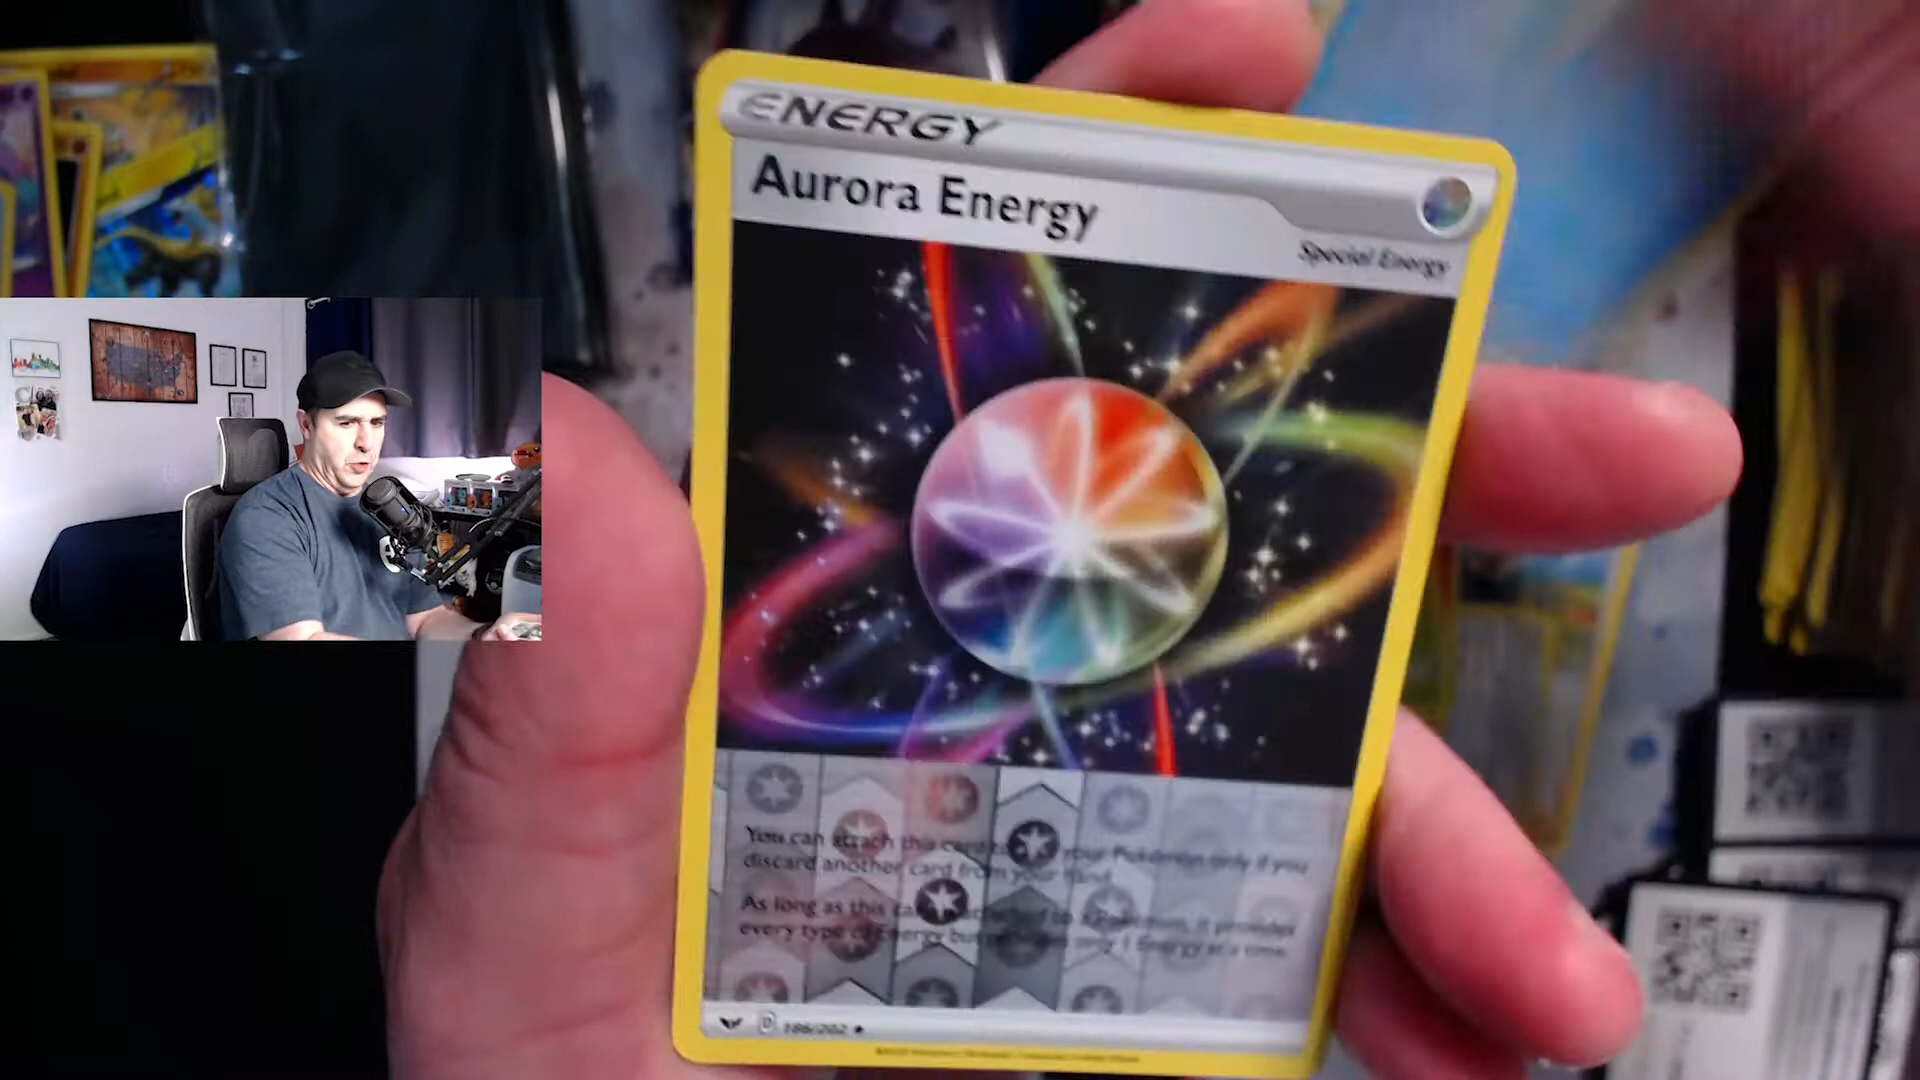 ENERGY
Aurora Energy
Special Energy
You can attach this card to your Pokémon only if you
discard another card from your hand.
As long as this card is attached to a Pokémon, it provides
every type of Energy but provides only 1 Energy at a time.
D 186/202